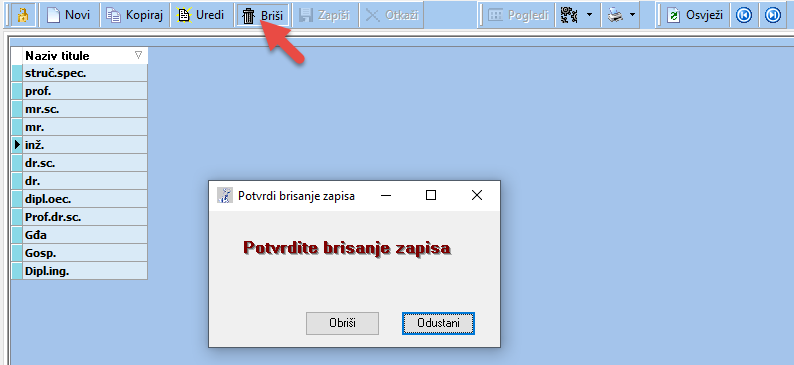 Novi Kopiraj Uredi Briši Zapiši Otkaži Pogledi Osvježi
Naziv titule
struč.spec.
prof.
mr.sc.
mr.
inž.
dr.sc.
dr.
dipl.oec.
Prof.dr.sc.
Gđa
Gosp.
Dipl.ing.
Potvrdi brisanje zapisa
Potvrdite brisanje zapisa
Obriši Odustani